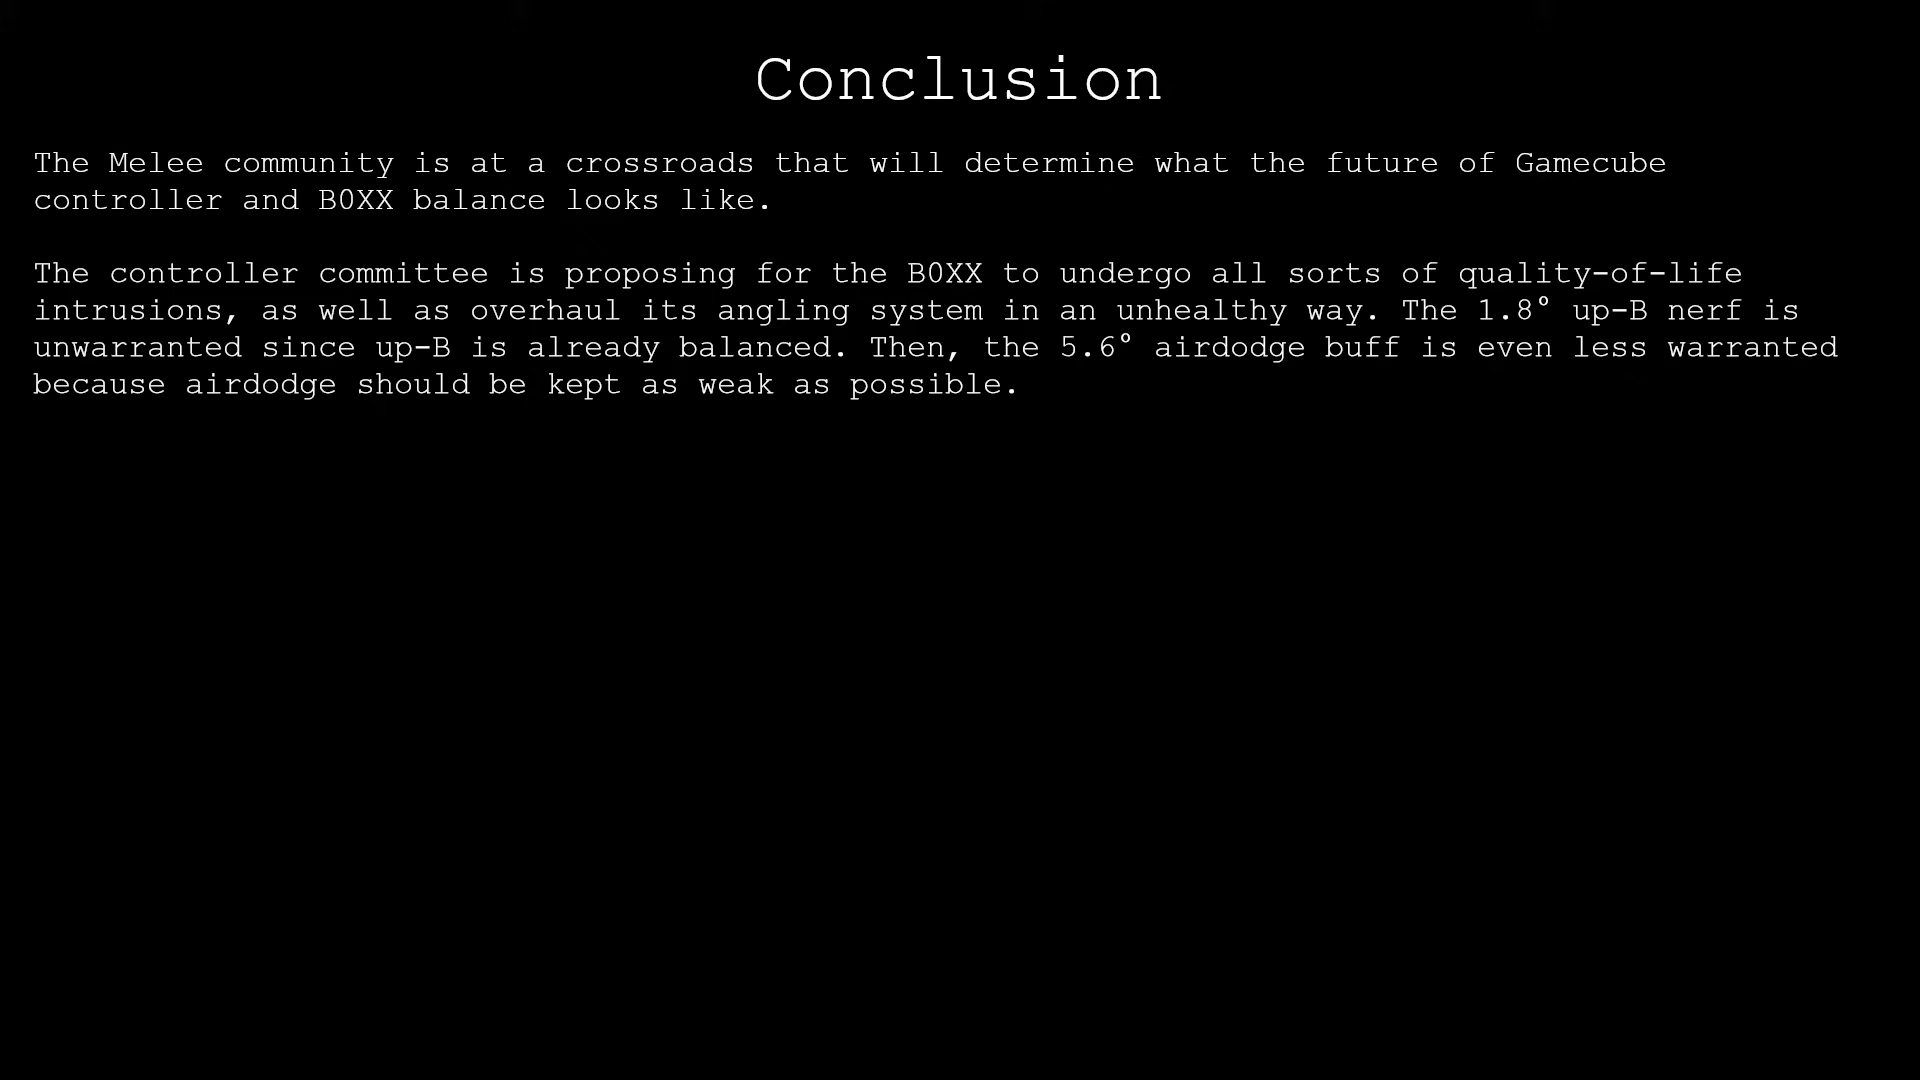 Conclusion
The Melee community is at a crossroads that will determine what the future of Gamecube
controller and B0XX balance looks like.
The controller committee is proposing for the B0XX to undergo all sorts of quality-of-life
intrusions, as well as overhaul its angling system in an unhealthy way. The 1.8° up-B nerf is
unwarranted since up-B is already balanced. Then, the 5.6° airdodge buff is even less warranted
because airdodge should be kept as weak as possible.